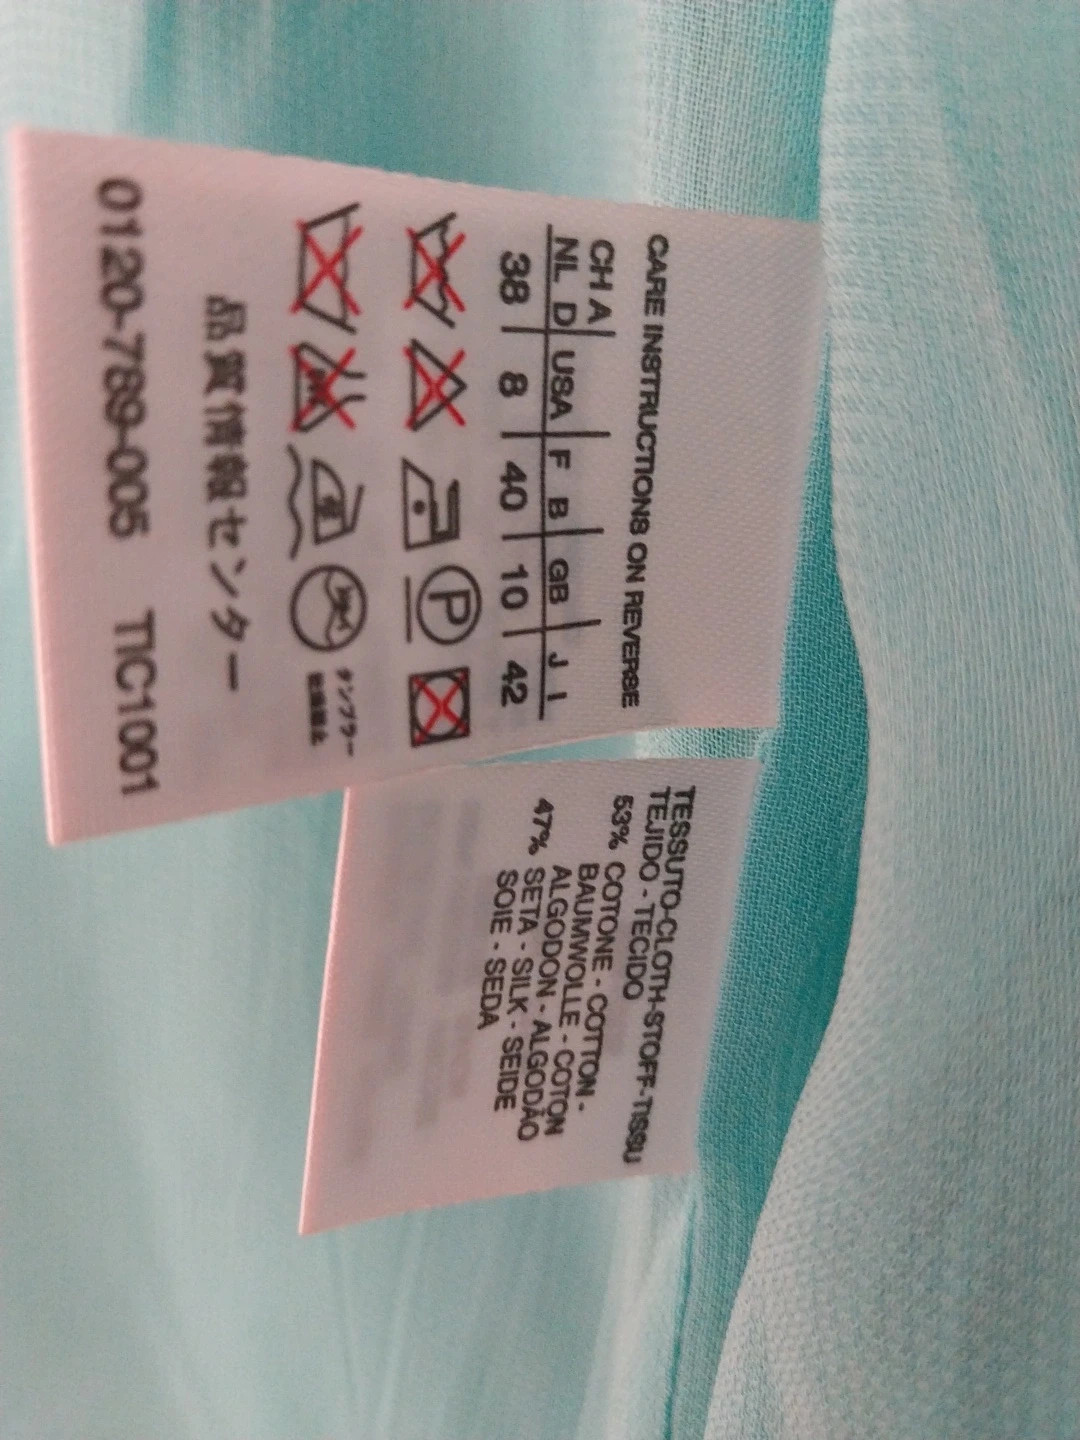 CARE INSTRUCTIONS ON REVERSE
CH A
NL D USA F B GB J I
38 8 40 10 42
P
タンブラー
品質情報センター
0120-789-005 TIC1001
TESSUTO-CLOTH-STOFF-TISSU
TEJIDO - TECIDO
53% COTONE - COTTON -
BAUMWOLLE - COTON
ALGODON - ALGODÃO
47% SETA - SILK - SEIDE
SOIE - SEDA